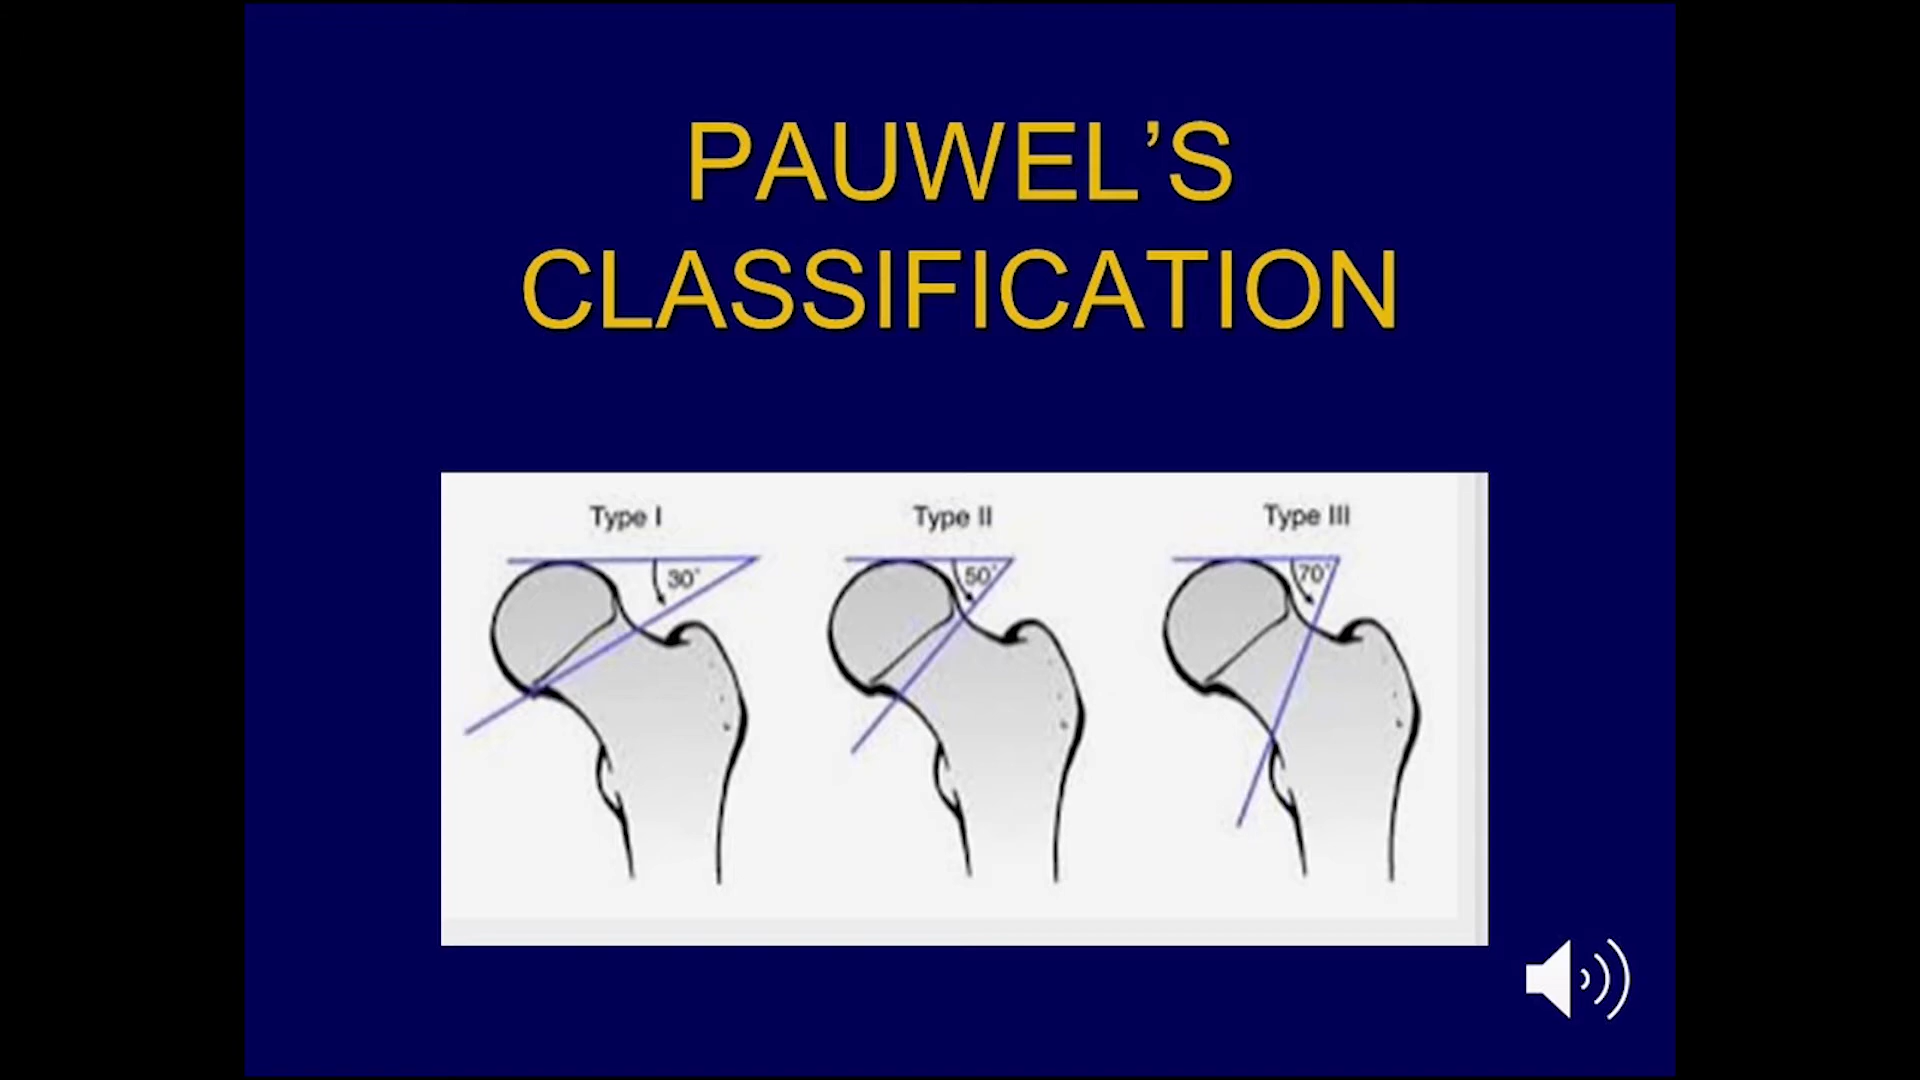 PAUWEL’S
CLASSIFICATION
Type I
Type II
Type III
30°
50°
70°